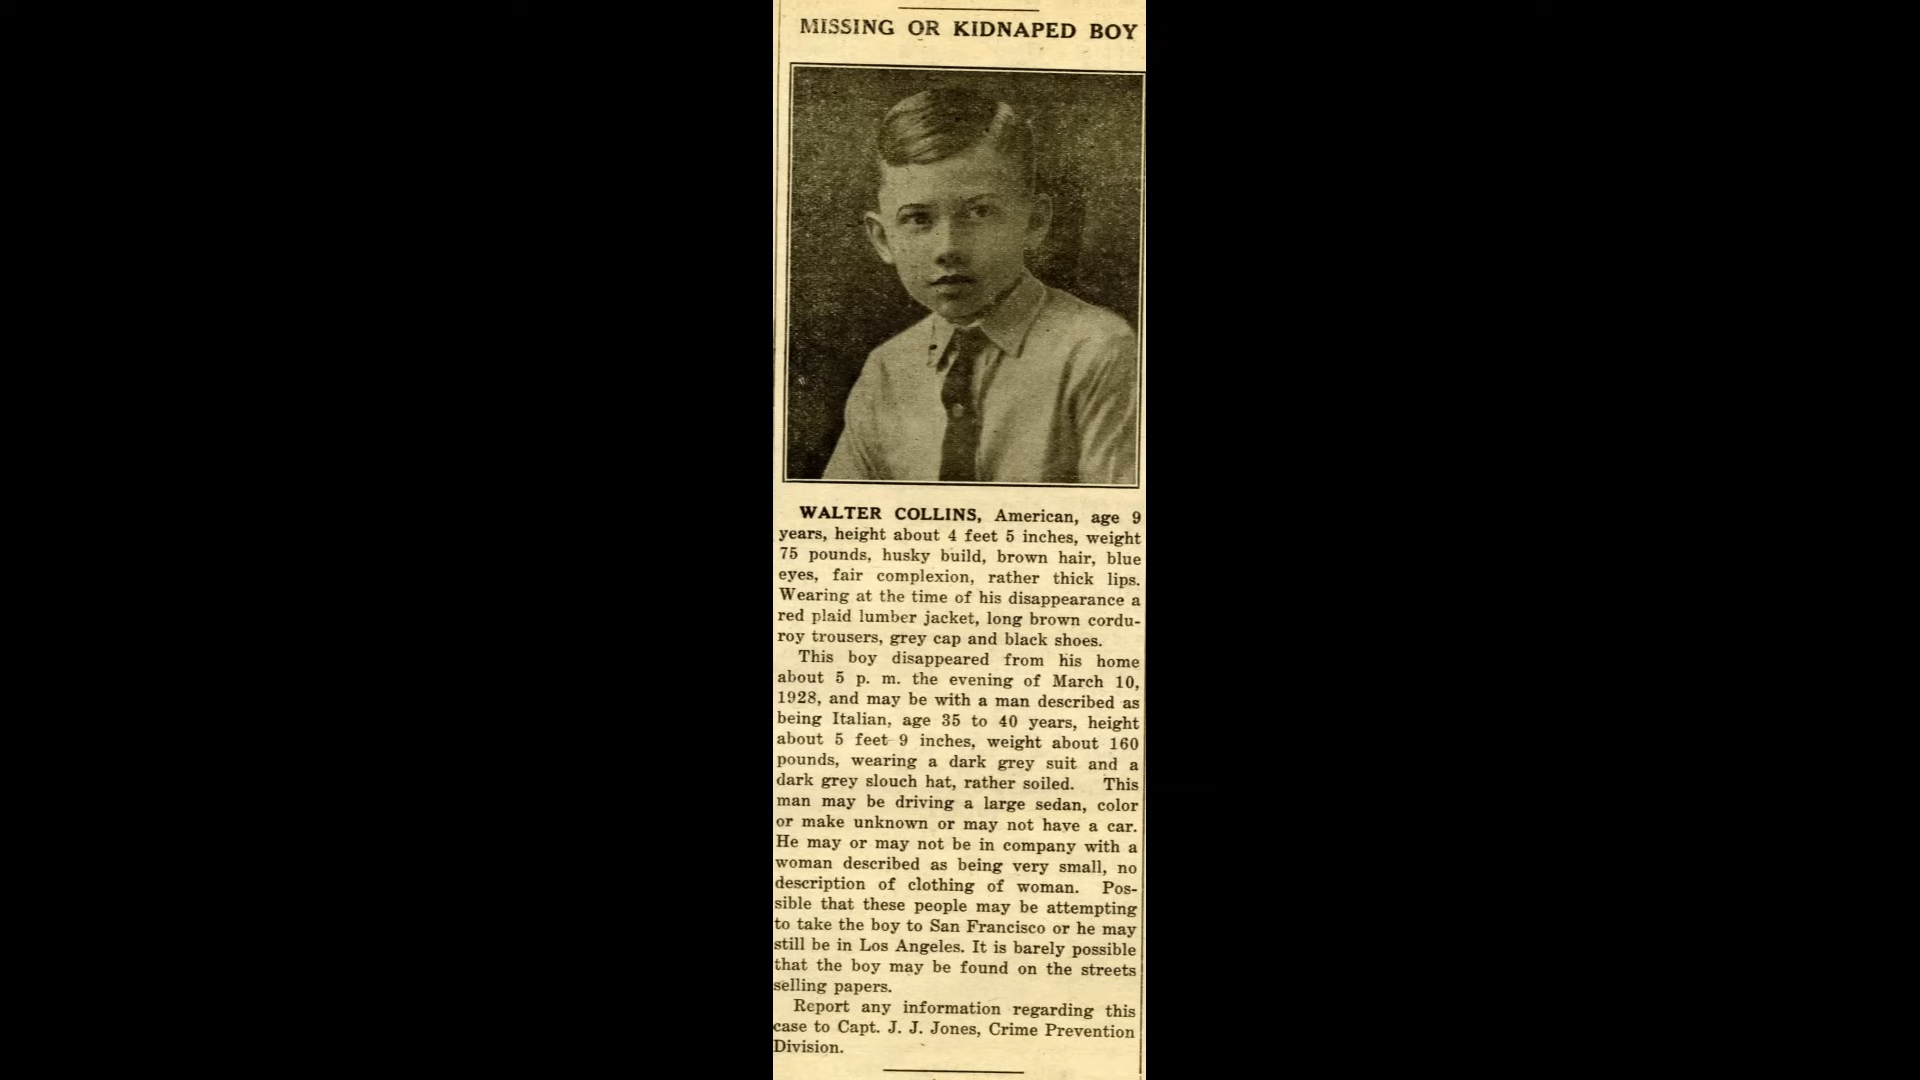 MISSING OR KIDNAPED BOY
WALTER COLLINS, American, age 9
years, height about 4 feet 5 inches, weight
75 pounds, husky build, brown hair, blue
eyes, fair complexion, rather thick lips.
Wearing at the time of his disappearance a
red plaid lumber jacket, long brown cordu-
roy trousers, grey cap and black shoes.
This boy disappeared from his home
about 5 p. m. the evening of March 10,
1928, and may be with a man described as
being Italian, age 35 to 40 years, height
about 5 feet 9 inches, weight about 160
pounds, wearing a dark grey suit and a
dark grey slouch hat, rather soiled. This
man may be driving a large sedan, color
or make unknown or may not have a car.
He may or may not be in company with a
woman described as being very small, no
description of clothing of woman. Pos-
sible that these people may be attempting
to take the boy to San Francisco or he may
still be in Los Angeles. It is barely possible
that the boy may be found on the streets
selling papers.
Report any information regarding this
case to Capt. J. J. Jones, Crime Prevention
Division.